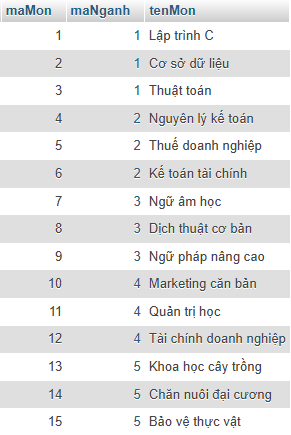 maMon maNganh tenMon
1 1 Lập trình C
2 1 Cơ sở dữ liệu
3 1 Thuật toán
4 2 Nguyên lý kế toán
5 2 Thuế doanh nghiệp
6 2 Kế toán tài chính
7 3 Ngữ âm học
8 3 Dịch thuật cơ bản
9 3 Ngữ pháp nâng cao
10 4 Marketing căn bản
11 4 Quản trị học
12 4 Tài chính doanh nghiệp
13 5 Khoa học cây trồng
14 5 Chăn nuôi đại cương
15 5 Bảo vệ thực vật